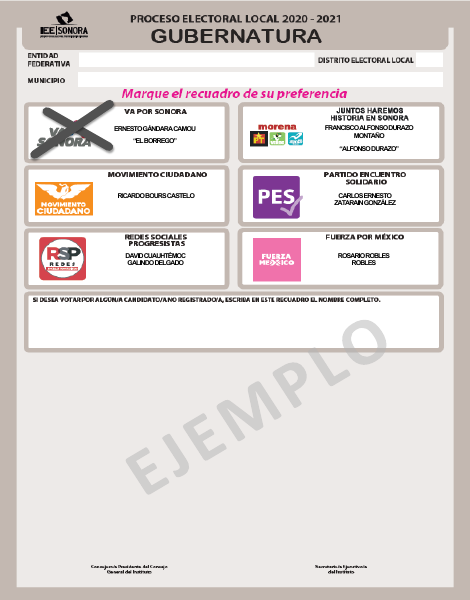 IEE SONORA
PROCESO ELECTORAL LOCAL 2020 - 2021
GUBERNATURA
ENTIDAD
FEDERATIVA
DISTRITO ELECTORAL LOCAL
MUNICIPIO
Marque el recuadro de su preferencia
VA POR SONORA
ERNESTO GÁNDARA CAMOU
"EL BORREGO"
VA
SONORA
JUNTOS HAREMOS
HISTORIA EN SONORA
morena
FRANCISCO ALFONSO DURAZO
MONTAÑO
"ALFONSO DURAZO"
MOVIMIENTO CIUDADANO
RICARDO BOURS CASTELO
MOVIMIENTO
CIUDADANO
PARTIDO ENCUENTRO
SOLIDARIO
PES
CARLOS ERNESTO
ZATARAIN GONZÁLEZ
REDES SOCIALES
PROGRESISTAS
RSP
REDES
DAVID CUAUHTÉMOC
GALINDO DELGADO
FUERZA POR MÉXICO
FUERZA
MÉXICO
ROSARIO ROBLES
ROBLES
SI DESEA VOTAR POR ALGÚN/A CANDIDATO/A NO REGISTRADO/A, ESCRIBA EN ESTE RECUADRO EL NOMBRE COMPLETO.
EJEMPLO
Consejero/a Presidente del Consejo
General del Instituto
Secretario/a Ejecutivo/a
del Instituto